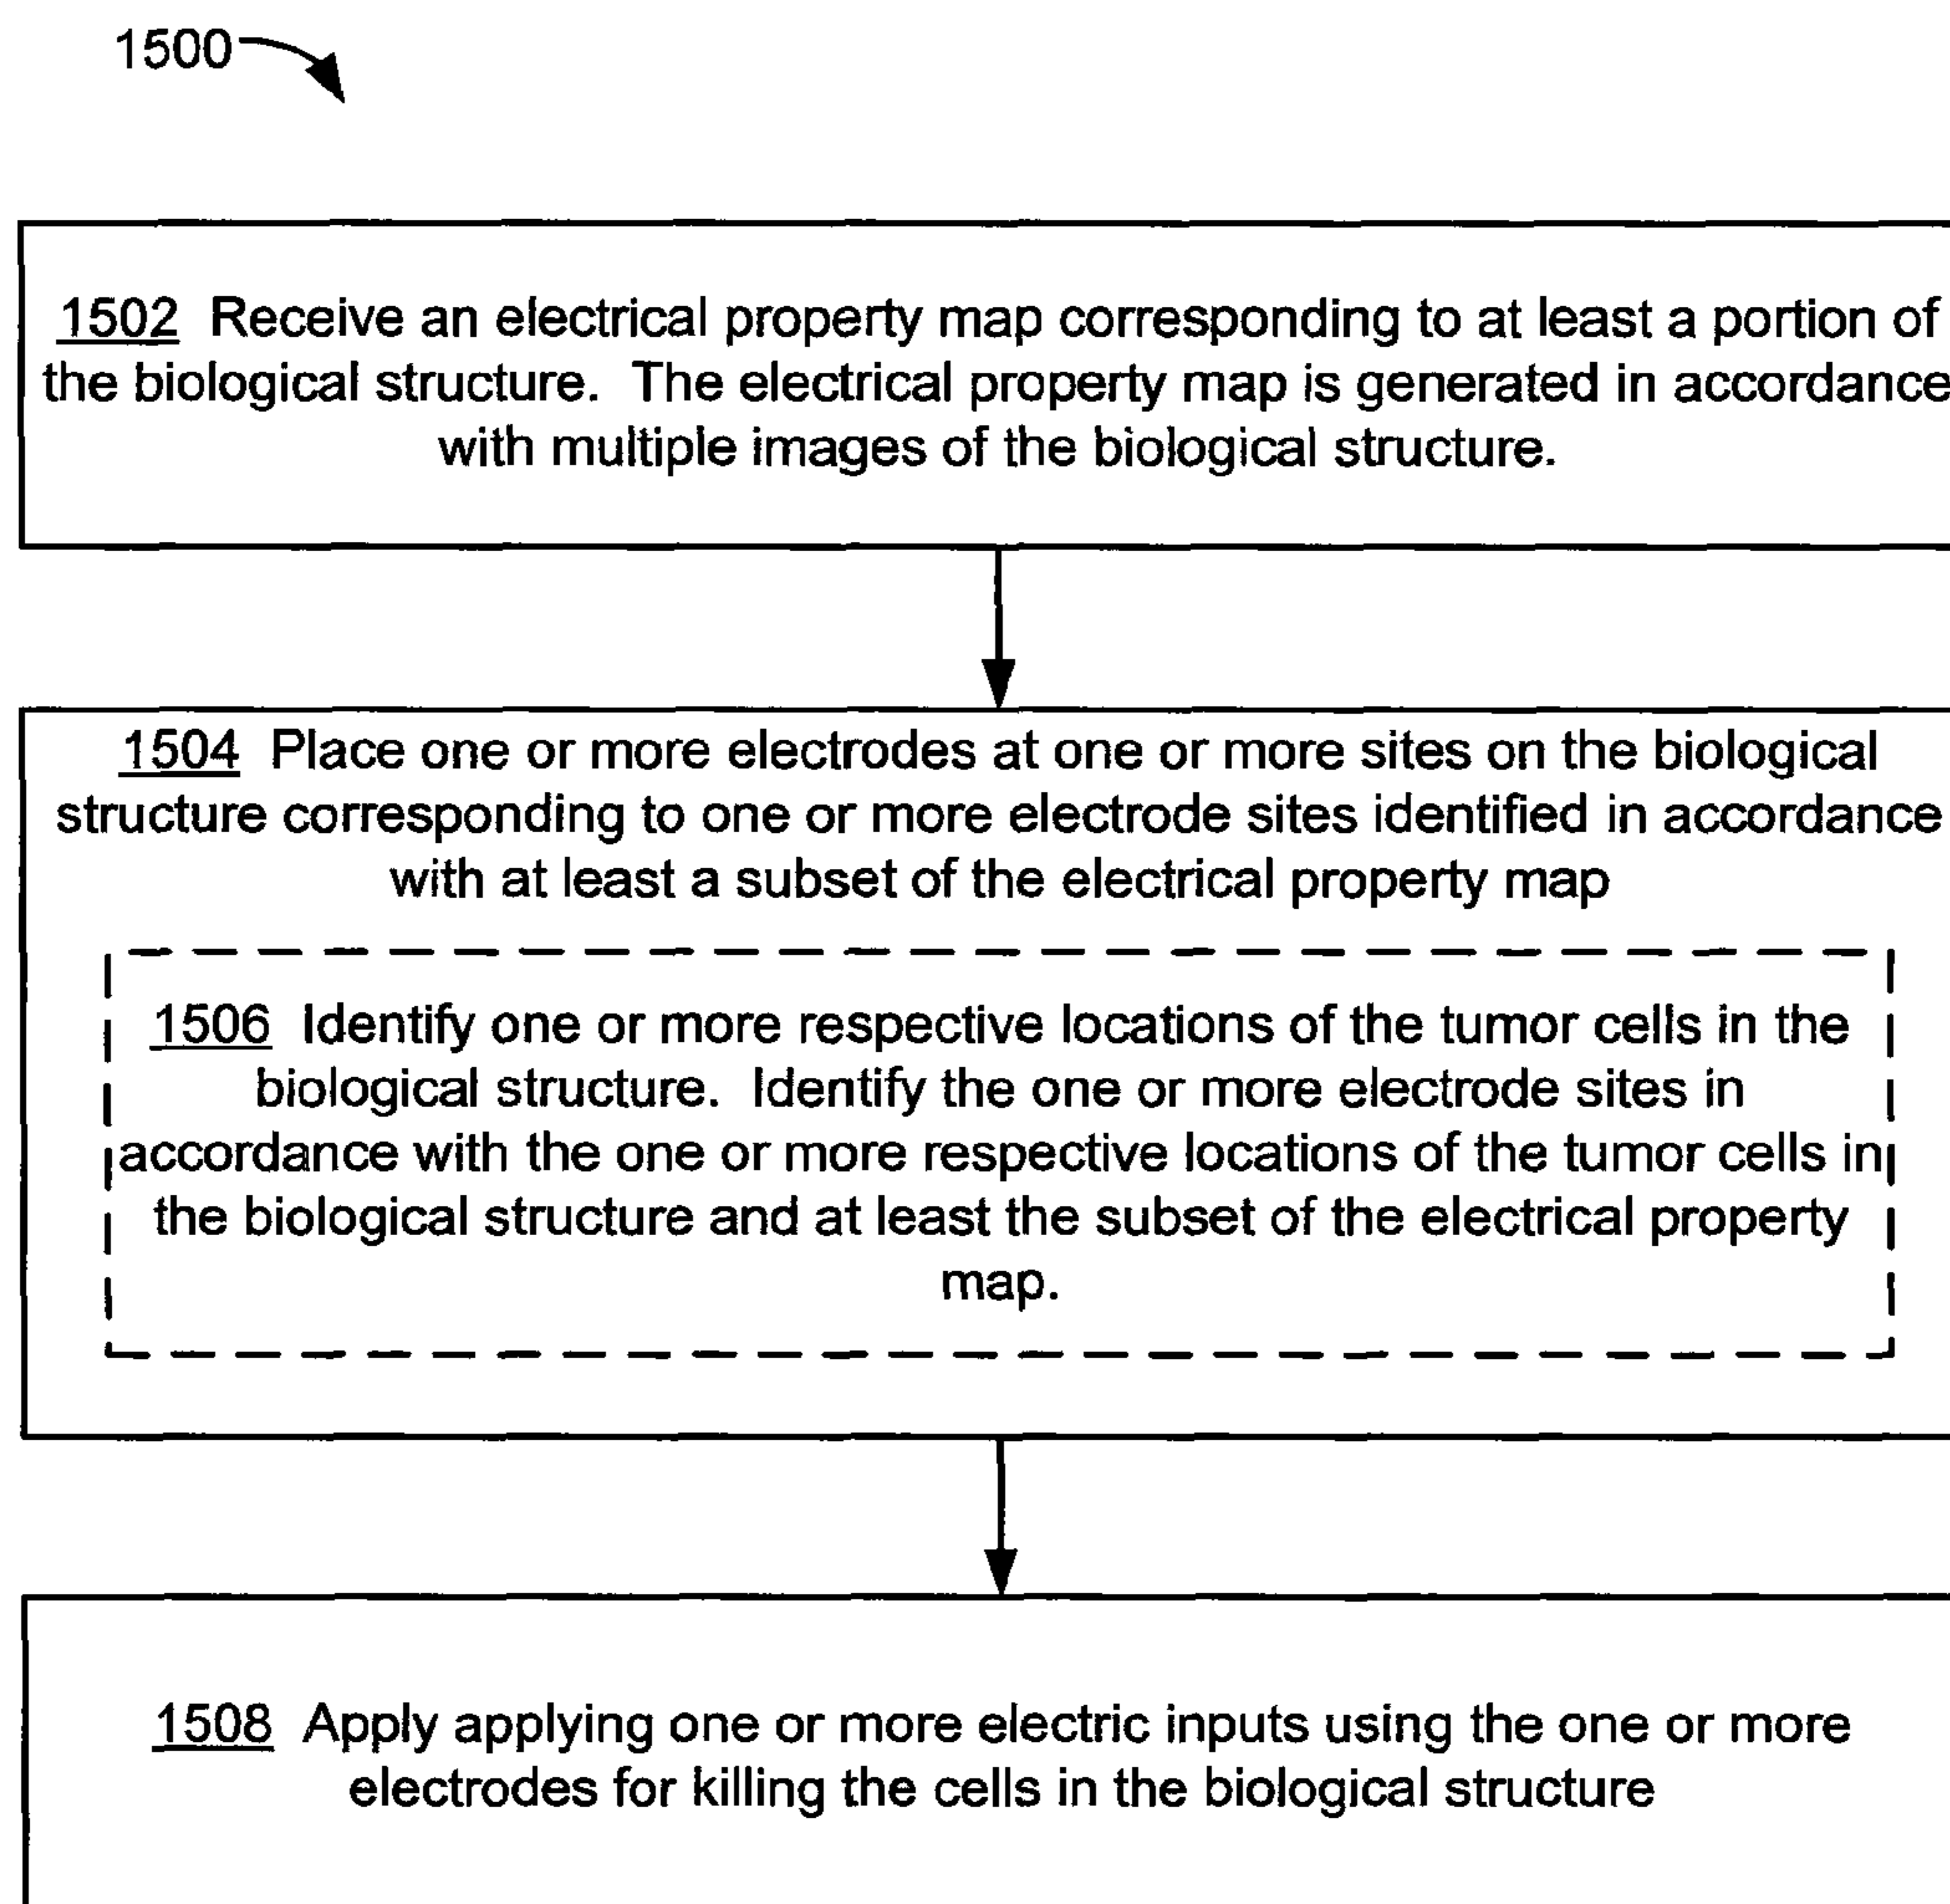 1500
1502 Receive an electrical property map corresponding to at least a portion of
the biological structure. The electrical property map is generated in accordance
with multiple images of the biological structure.
1504 Place one or more electrodes at one or more sites on the biological
structure corresponding to one or more electrode sites identified in accordance
with at least a subset of the electrical property map
1506 Identify one or more respective locations of the tumor cells in the
biological structure. Identify the one or more electrode sites in
accordance with the one or more respective locations of the tumor cells in
the biological structure and at least the subset of the electrical property
map.
1508 Apply applying one or more electric inputs using the one or more
electrodes for killing the cells in the biological structure